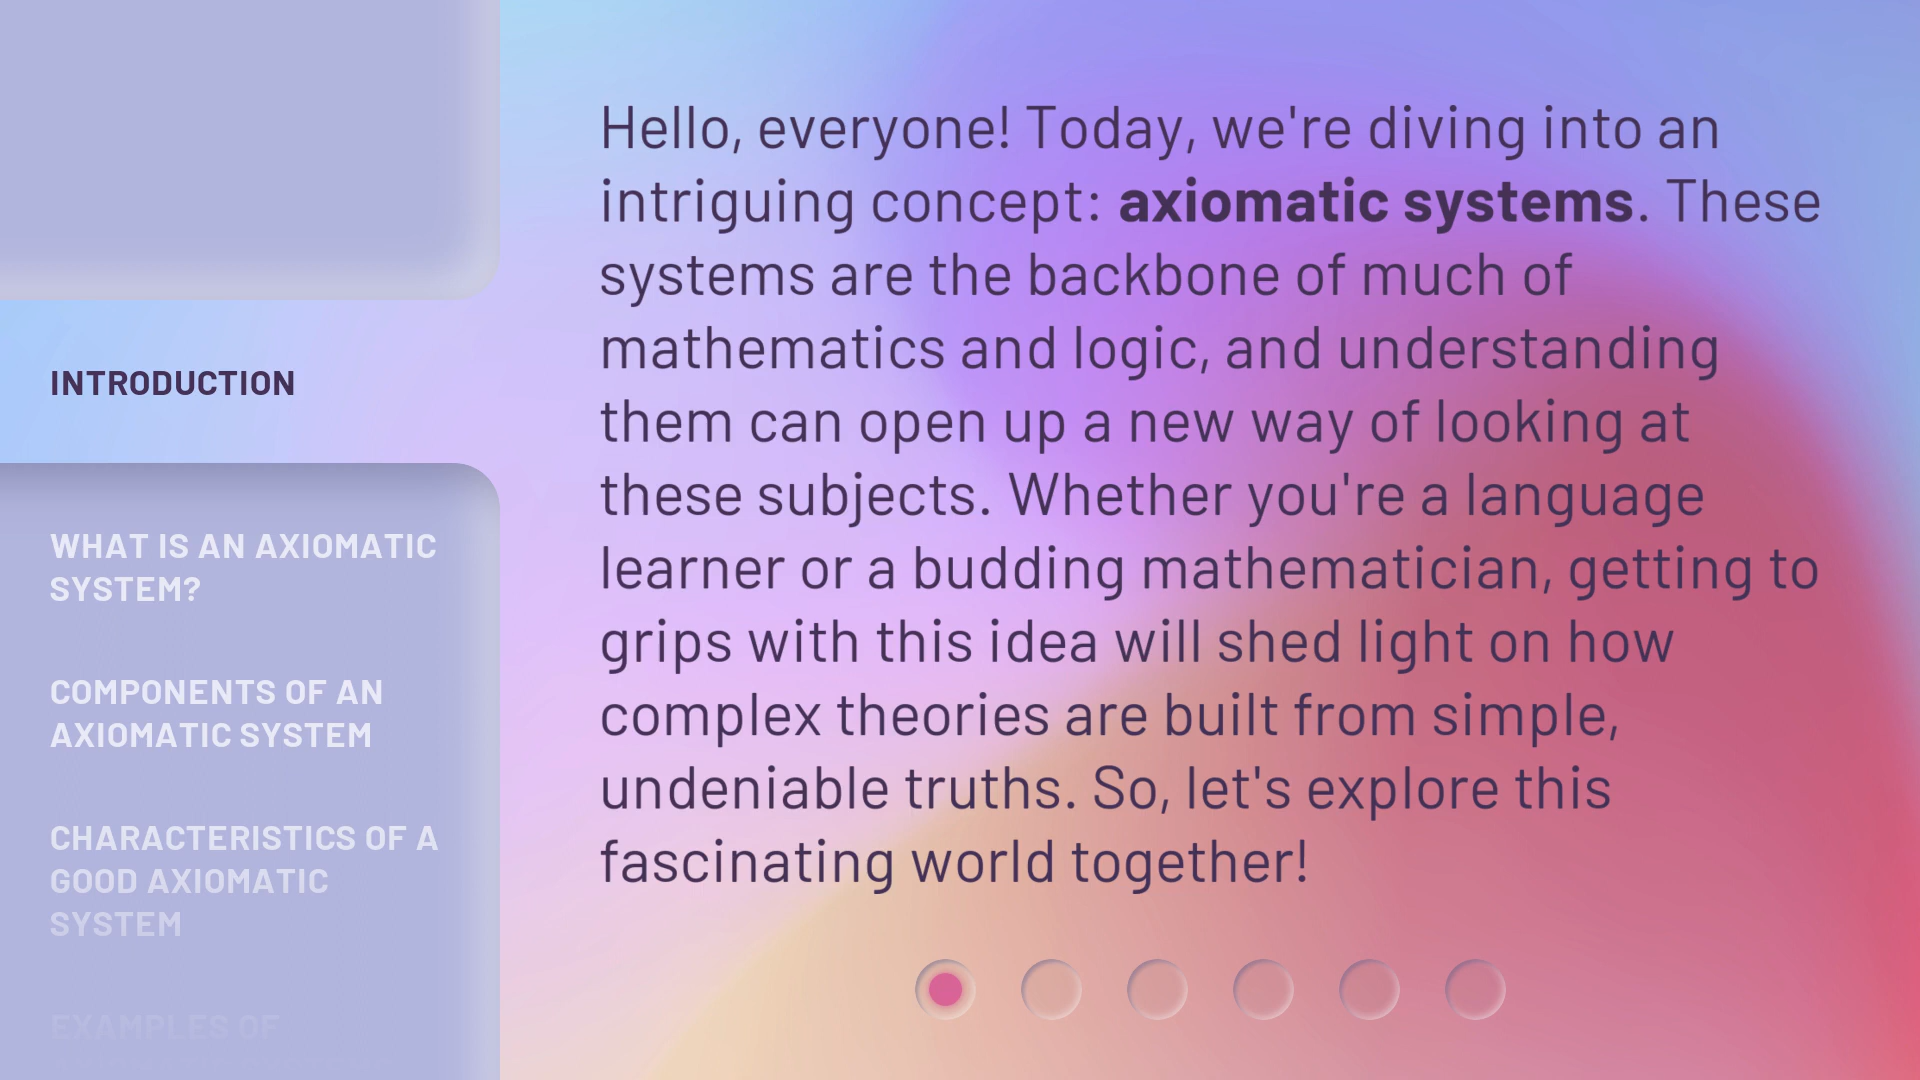 INTRODUCTION
WHAT IS AN AXIOMATIC
SYSTEM?
COMPONENTS OF AN
AXIOMATIC SYSTEM
CHARACTERISTICS OF A
GOOD AXIOMATIC
SYSTEM
EXAMPLES OF
AXIOMATIC SYSTEMS
Hello, everyone! Today, we're diving into an
intriguing concept: axiomatic systems. These
systems are the backbone of much of
mathematics and logic, and understanding
them can open up a new way of looking at
these subjects. Whether you're a language
learner or a budding mathematician, getting to
grips with this idea will shed light on how
complex theories are built from simple,
undeniable truths. So, let's explore this
fascinating world together!